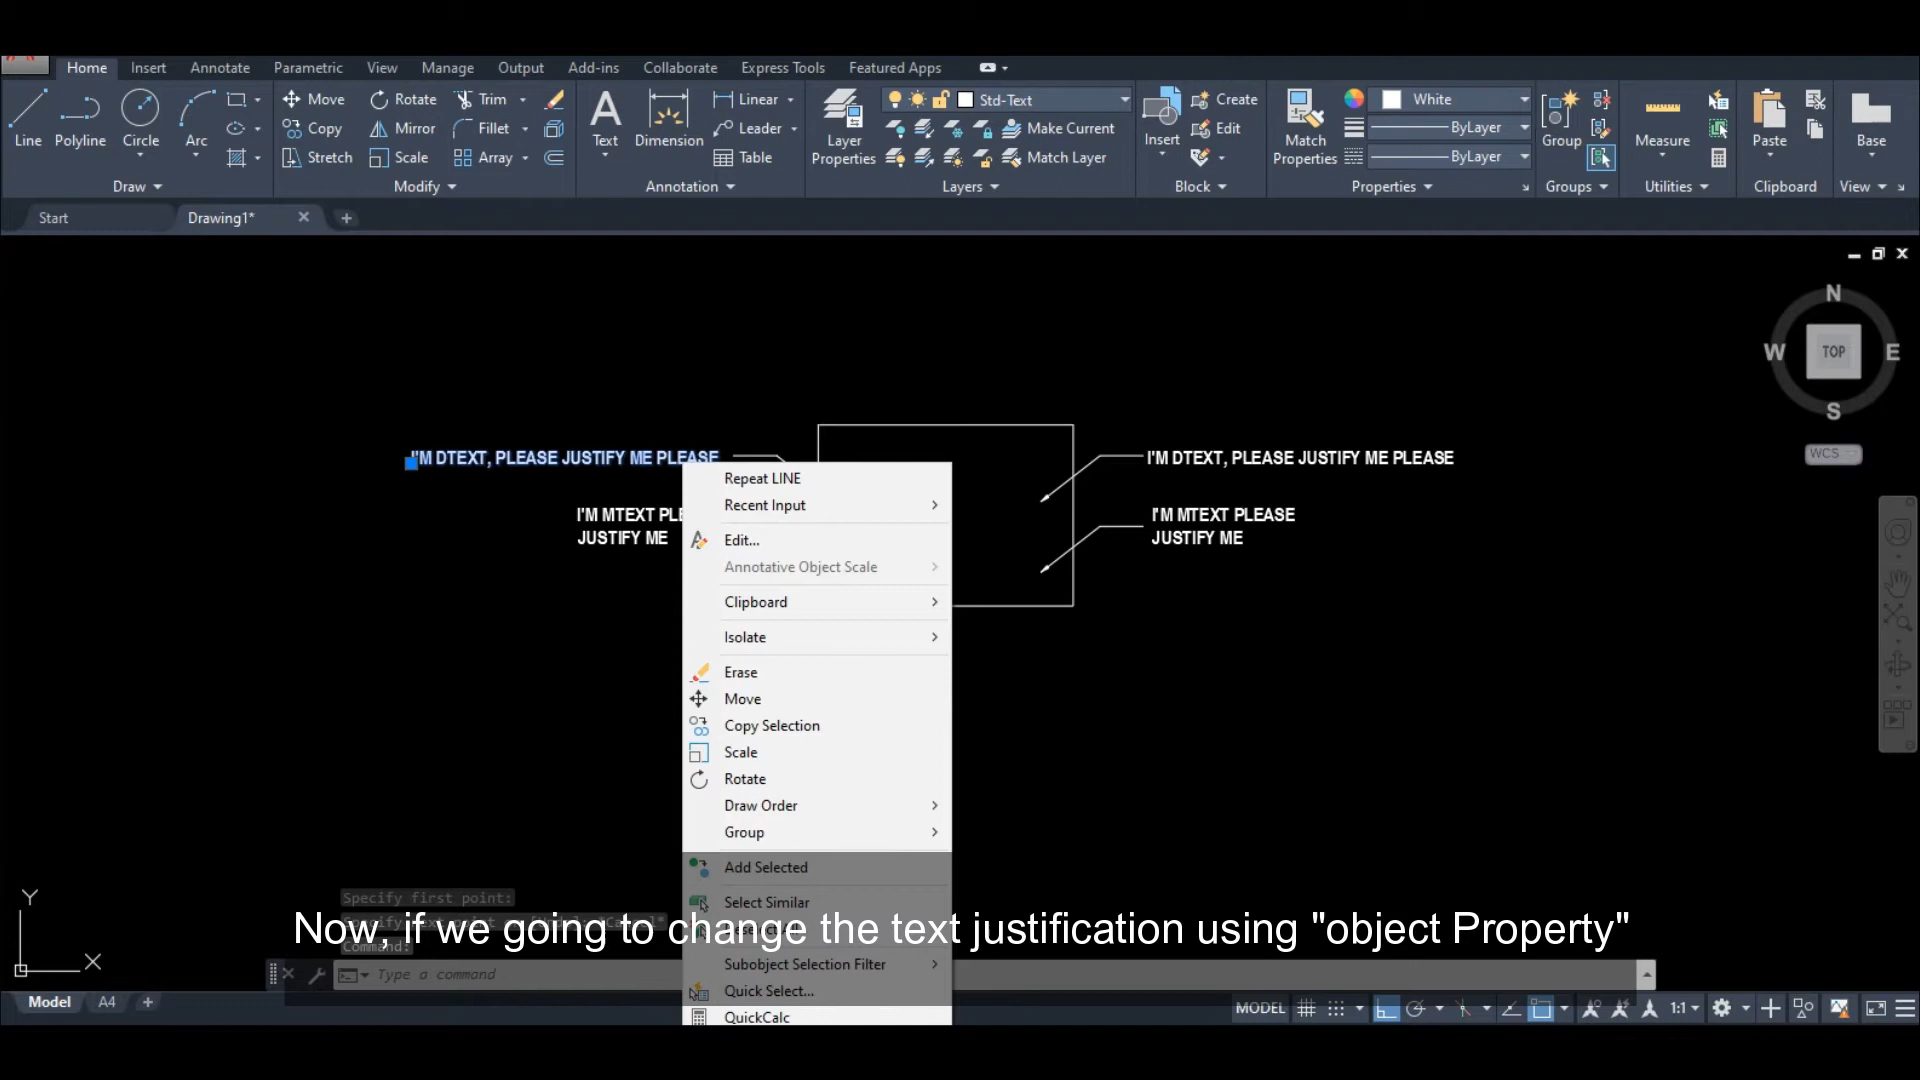 Home Insert Annotate Parametric View Manage Output Add-ins Collaborate Express Tools Featured Apps
Line Polyline Circle Arc
Draw
Move Rotate Trim
Copy Mirror Fillet
Stretch Scale Array
Modify
Text Dimension
Linear
Leader
Table
Annotation
Layer Properties
Std-Text
Make Current
Match Layer
Layers
Insert
Create
Edit
Block
Match Properties
White
ByLayer
ByLayer
Properties
Group
Groups
Measure
Utilities
Paste
Clipboard
Base
View
Start Drawing1*
N
W TOP E
S
WCS
I'M DTEXT, PLEASE JUSTIFY ME PLEASE
I'M DTEXT, PLEASE JUSTIFY ME PLEASE
I'M MTEXT PLE
JUSTIFY ME
I'M MTEXT PLEASE
JUSTIFY ME
Repeat LINE
Recent Input
Edit...
Annotative Object Scale
Clipboard
Isolate
Erase
Move
Copy Selection
Scale
Rotate
Draw Order
Group
Add Selected
Select Similar
Subobject Selection Filter
Quick Select...
QuickCalc
Y
X
Specify first point:
Command:
Now, if we going to change the text justification using "object Property"
Type a command
Model A4
MODEL 1:1